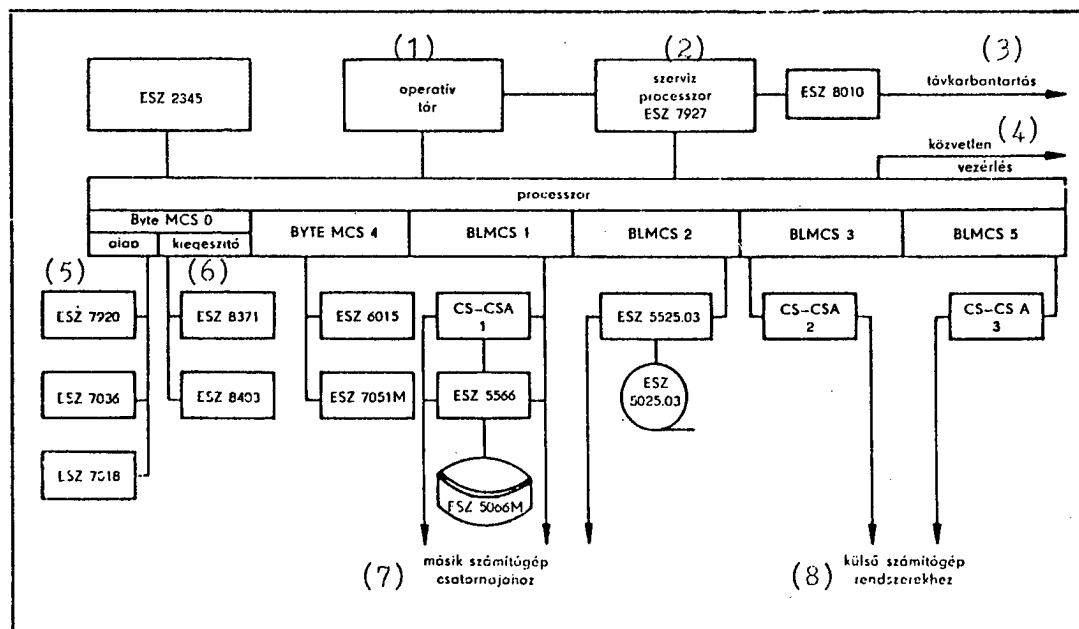 (1)
(2)
(3)
ESZ 2345
operatív
tár
szerviz
processzor
ESZ 7927
ESZ 8010
távkarbantartás
(4)
közvetlen
vezérlés
processzor
Byte MCS 0
alap
kiegészítő
BYTE MCS 4
BLMCS 1
BLMCS 2
BLMCS 3
BLMCS 5
(5)
(6)
ESZ 7920
ESZ 8371
ESZ 6015
CS-CSA
1
ESZ 5525.03
CS-CSA
2
CS-CS A
3
ESZ 7036
ESZ 8403
ESZ 7051M
ESZ 5566
ESZ
5025.03
ESZ 7018
ESZ 5066M
(7)
másik számítógép
csatornájához
(8)
külső számítógép
rendszerekhez